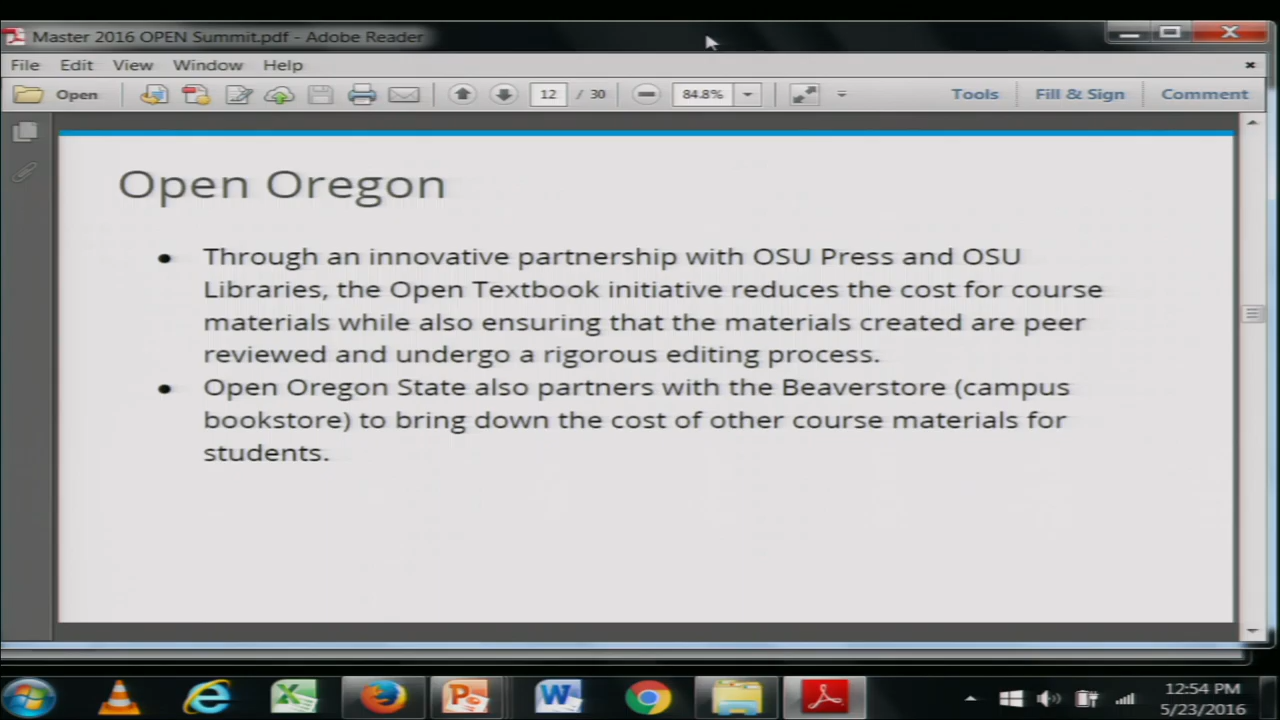 Master 2016 OPEN Summit.pdf - Adobe Reader
File Edit View Window Help
Open 12 / 30 84.8% Tools Fill & Sign Comment
Open Oregon
• Through an innovative partnership with OSU Press and OSU
Libraries, the Open Textbook initiative reduces the cost for course
materials while also ensuring that the materials created are peer
reviewed and undergo a rigorous editing process.
• Open Oregon State also partners with the Beaverstore (campus
bookstore) to bring down the cost of other course materials for
students.
12:54 PM
5/23/2016